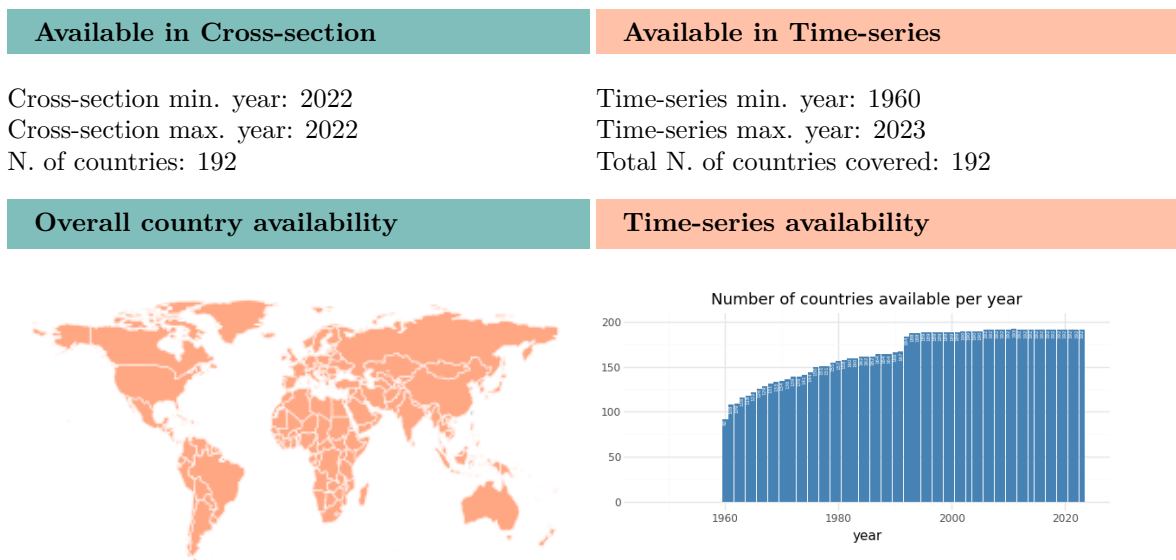 Available in Cross-section
Available in Time-series
Cross-section min. year: 2022
Cross-section max. year: 2022
N. of countries: 192
Time-series min. year: 1960
Time-series max. year: 2023
Total N. of countries covered: 192
Overall country availability
Time-series availability
Number of countries available per year
200
150
100
50
0
1960
1980
2000
2020
year